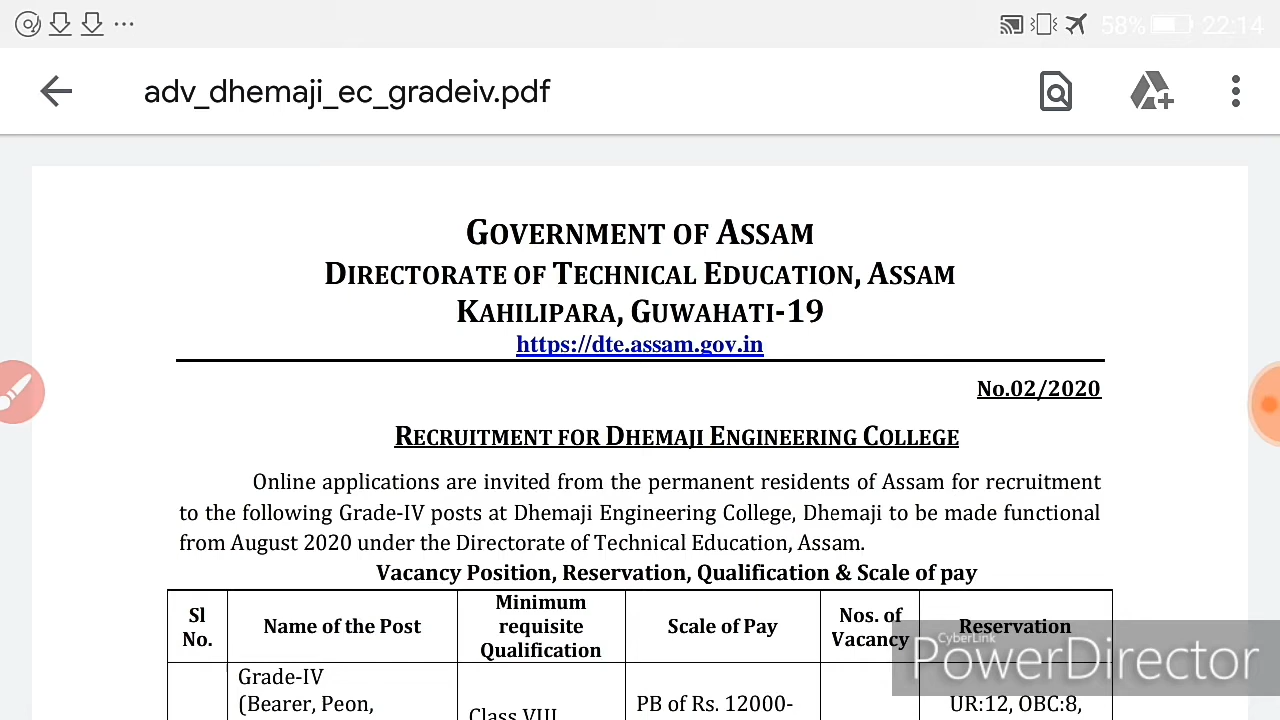 58% 22:14
adv_dhemaji_ec_gradeiv.pdf
GOVERNMENT OF ASSAM
DIRECTORATE OF TECHNICAL EDUCATION, ASSAM
KAHILIPARA, GUWAHATI-19
https://dte.assam.gov.in
No.02/2020
RECRUITMENT FOR DHEMAJI ENGINEERING COLLEGE
Online applications are invited from the permanent residents of Assam for recruitment
to the following Grade-IV posts at Dhemaji Engineering College, Dhemaji to be made functional
from August 2020 under the Directorate of Technical Education, Assam.
Vacancy Position, Reservation, Qualification & Scale of pay
Sl No.
Name of the Post
Minimum requisite Qualification
Scale of Pay
Nos. of Vacancy
Reservation
Grade-IV
(Bearer, Peon,
Class VIII
PB of Rs. 12000-
UR:12, OBC:8,
CyberLink
PowerDirector